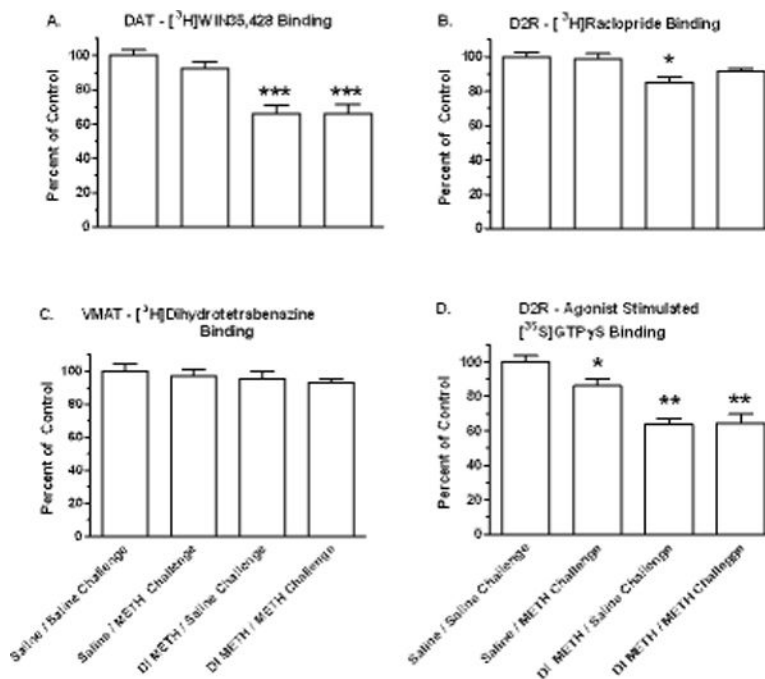 A. DAT - [³H]WIN35,428 Binding
Percent of Control
100
80
60
40
20
0
***
***
B. D2R - [³H]Raclopride Binding
Percent of Control
100
80
60
40
20
0
*
C. VMAT - [³H]Dihydrotetrabenazine
Binding
Percent of Control
100
80
60
40
20
0
Saline / Saline Challenge
Saline / METH Challenge
DI METH / Saline Challenge
DI METH / METH Challenge
D. D2R - Agonist Stimulated
[³⁵S]GTPγS Binding
Percent of Control
100
80
60
40
20
0
*
**
**
Saline / Saline Challenge
Saline / METH Challenge
DI METH / Saline Challenge
DI METH / METH Challenge